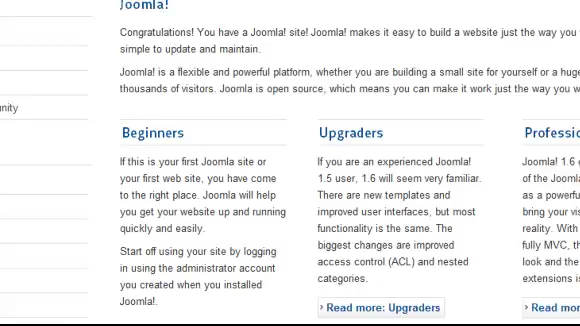 Joomla!
Congratulations! You have a Joomla! site! Joomla! makes it easy to build a website just the way you
simple to update and maintain.
Joomla! is a flexible and powerful platform, whether you are building a small site for yourself or a huge
thousands of visitors. Joomla is open source, which means you can make it work just the way you w
nity
Beginners
If this is your first Joomla site or
your first web site, you have come
to the right place. Joomla will help
you get your website up and running
quickly and easily.
Start off using your site by logging
in using the administrator account
you created when you installed
Joomla!.
Upgraders
If you are an experienced Joomla!
1.5 user, 1.6 will seem very familiar.
There are new templates and
improved user interfaces, but most
functionality is the same. The
biggest changes are improved
access control (ACL) and nested
categories.
Read more: Upgraders
Professio
Joomla! 1.6
of the Jooml
as a powerfu
bring your vis
reality. With
fully MVC, th
look and the
extensions is